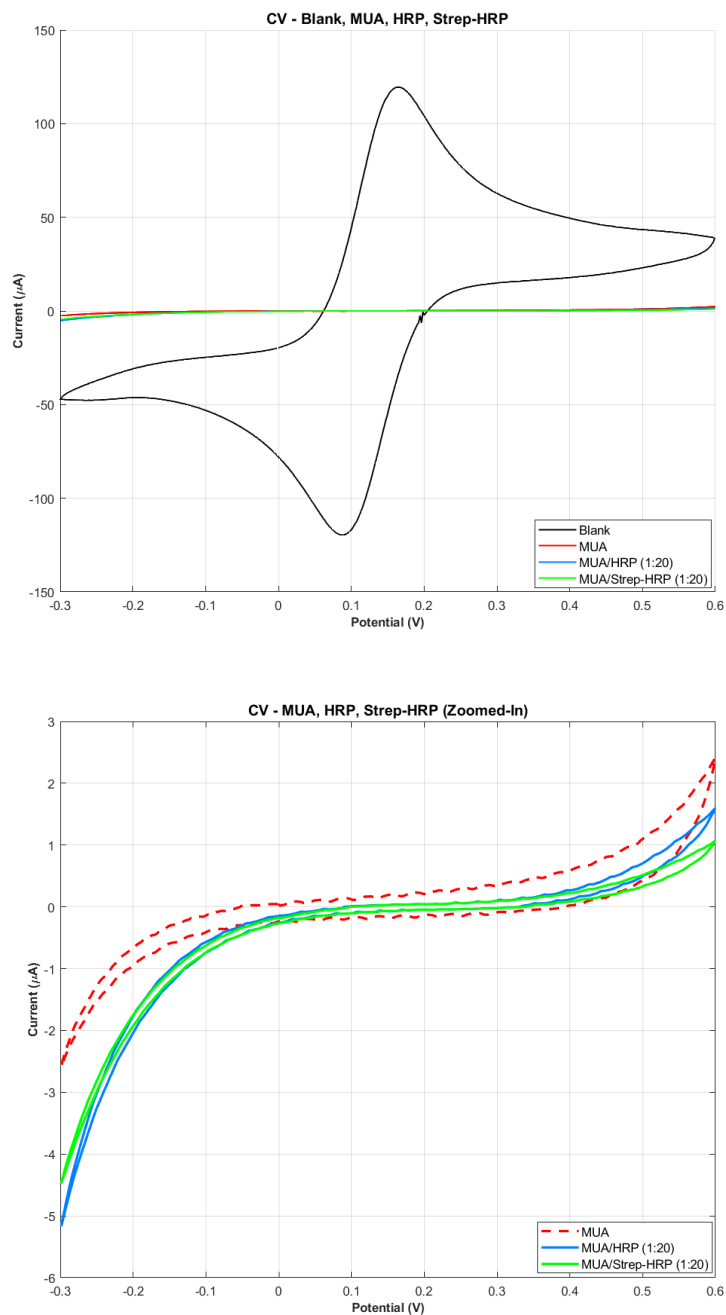 CV - Blank, MUA, HRP, Strep-HRP
150
100
50
0
-50
-100
-150
Current (μA)
Blank
MUA
MUA/HRP (1:20)
MUA/Strep-HRP (1:20)
-0.3 -0.2 -0.1 0 0.1 0.2 0.3 0.4 0.5 0.6
Potential (V)
CV - MUA, HRP, Strep-HRP (Zoomed-In)
3
2
1
0
-1
-2
-3
-4
-5
-6
Current (μA)
MUA
MUA/HRP (1:20)
MUA/Strep-HRP (1:20)
-0.3 -0.2 -0.1 0 0.1 0.2 0.3 0.4 0.5 0.6
Potential (V)